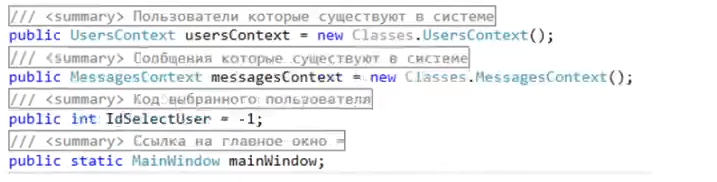 /// <summary> Пользователи которые существуют в системе
public UsersContext usersContext = new Classes.UsersContext();
/// <summary> Сообщения которые существуют в системе
public MessagesContext messagesContext = new Classes.MessagesContext();
/// <summary> Код выбранного пользователя
public int IdSelectUser = -1;
/// <summary> Ссылка на главное окно =
public static MainWindow mainWindow;